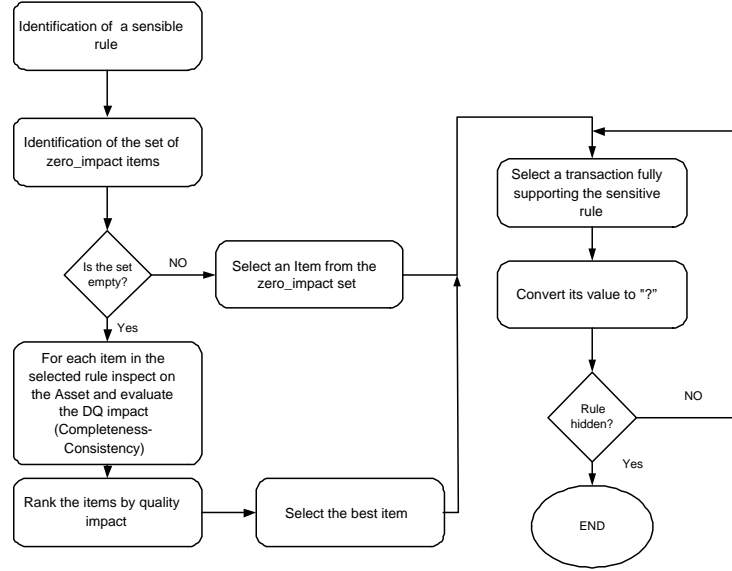 Identification of a sensible
rule
Identification of the set of
zero_impact items
Is the set
empty?
NO
Select an Item from the
zero_impact set
Yes
For each item in the
selected rule inspect on
the Asset and evaluate
the DQ impact
(Completeness-
Consistency)
Rank the items by quality
impact
Select the best item
Select a transaction fully
supporting the sensitive
rule
Convert its value to "?”
Rule
hidden?
NO
Yes
END